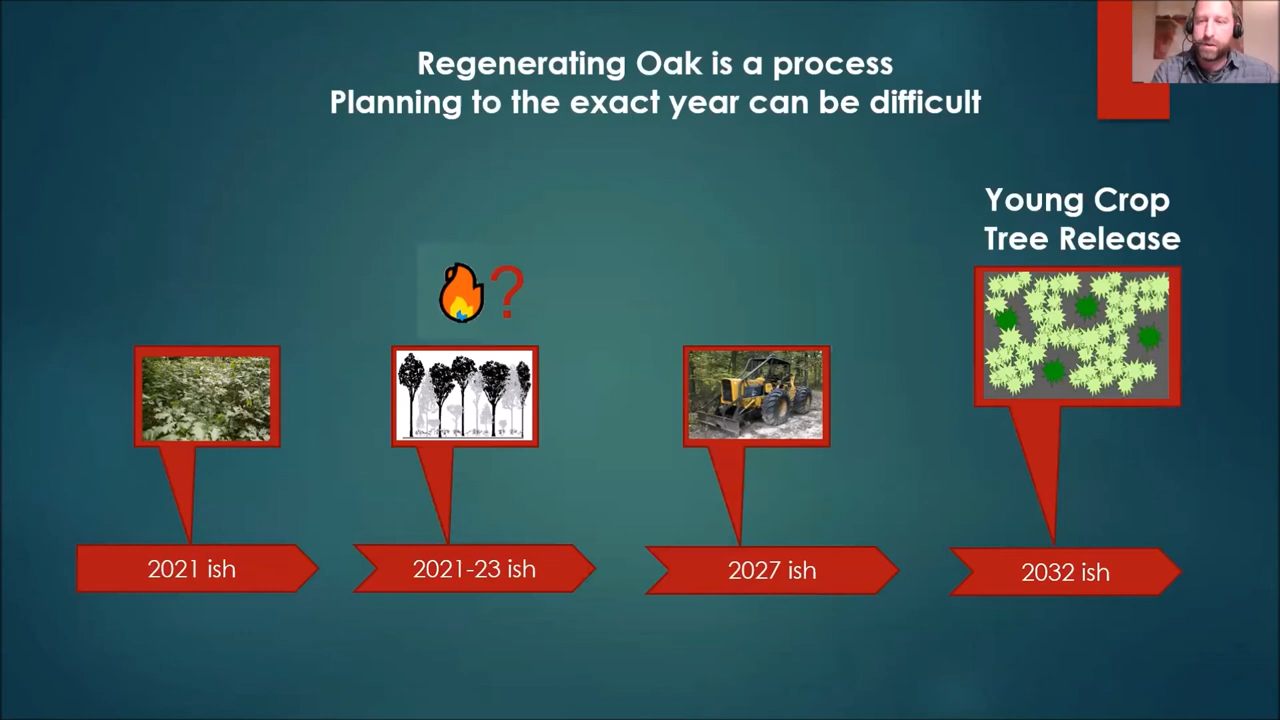 Regenerating Oak is a process
Planning to the exact year can be difficult
Young Crop
Tree Release
?
2021 ish
2021-23 ish
2027 ish
2032 ish